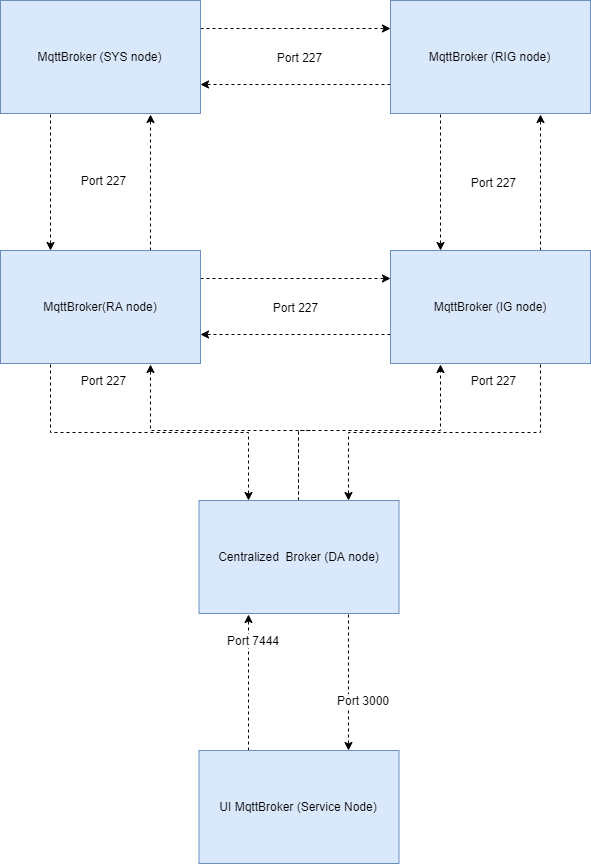 MqttBroker (SYS node)
Port 227
MqttBroker (RIG node)
Port 227
Port 227
MqttBroker(RA node)
Port 227
MqttBroker (IG node)
Port 227
Port 227
Centralized  Broker (DA node)
Port 7444
Port 3000
UI MqttBroker (Service Node)